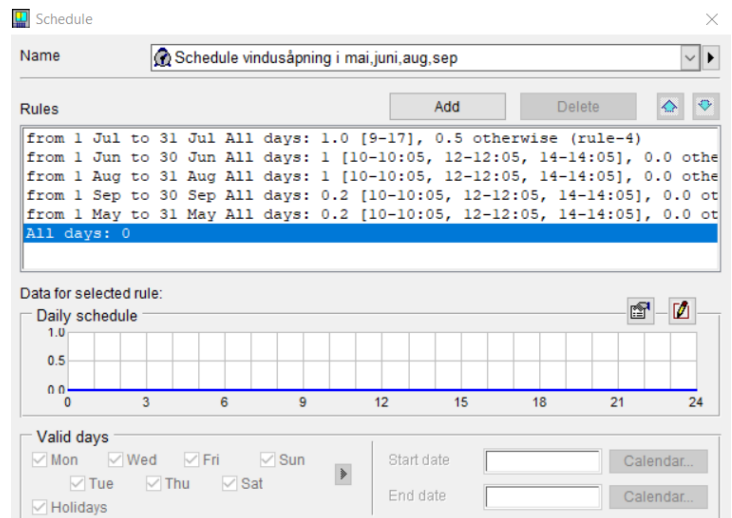 Schedule
Name
Schedule vindusåpning i mai,juni,aug,sep
Rules
Add
Delete
from 1 Jul to 31 Jul All days: 1.0 [9-17], 0.5 otherwise (rule-4)
from 1 Jun to 30 Jun All days: 1 [10-10:05, 12-12:05, 14-14:05], 0.0 othe
from 1 Aug to 31 Aug All days: 1 [10-10:05, 12-12:05, 14-14:05], 0.0 othe
from 1 Sep to 30 Sep All days: 0.2 [10-10:05, 12-12:05, 14-14:05], 0.0 ot
from 1 May to 31 May All days: 0.2 [10-10:05, 12-12:05, 14-14:05], 0.0 ot
All days: 0
Data for selected rule:
Daily schedule
1.0
0.5
0.0
0 3 6 9 12 15 18 21 24
Valid days
Mon Wed Fri Sun
Tue Thu Sat
Holidays
Start date
Calendar...
End date
Calendar...